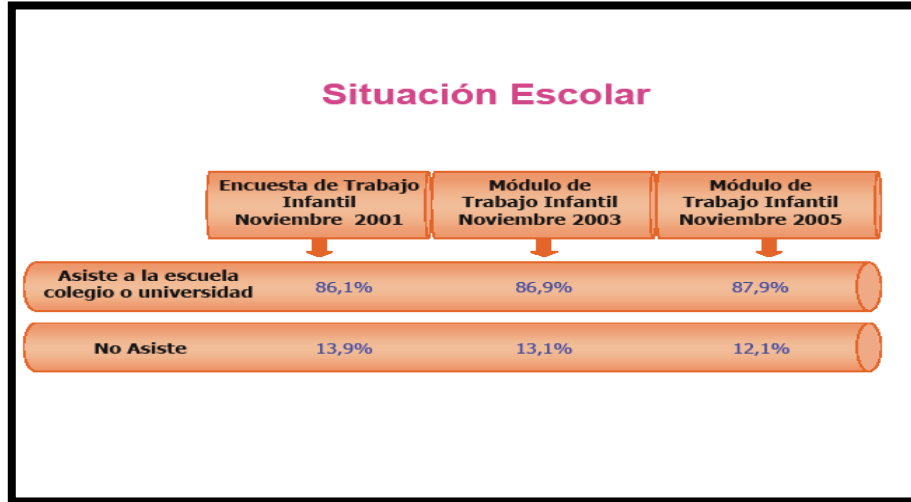 Situación Escolar
Encuesta de Trabajo
Infantil
Noviembre 2001
Módulo de
Trabajo Infantil
Noviembre 2003
Módulo de
Trabajo Infantil
Noviembre 2005
Asiste a la escuela
colegio o universidad
86,1% 86,9% 87,9%
No Asiste 13,9% 13,1% 12,1%